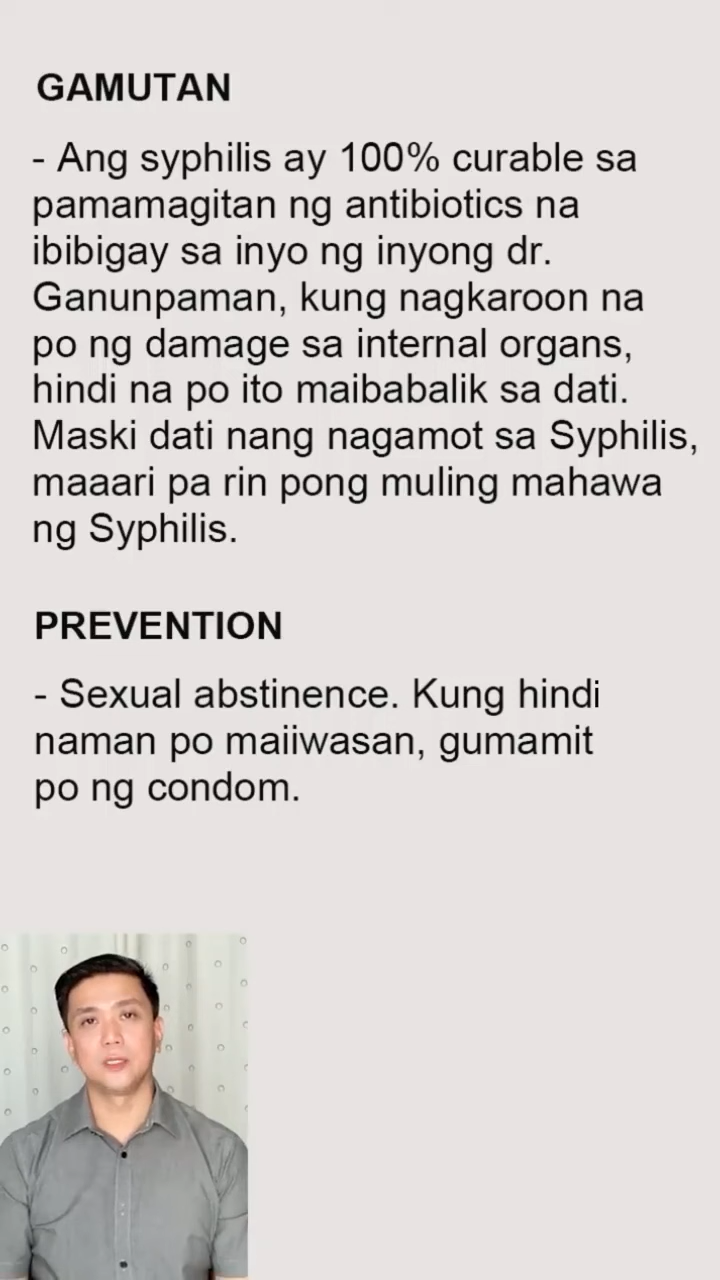 GAMUTAN
- Ang syphilis ay 100% curable sa
pamamagitan ng antibiotics na
ibibigay sa inyo ng inyong dr.
Ganunpaman, kung nagkaroon na
po ng damage sa internal organs,
hindi na po ito maibabalik sa dati.
Maski dati nang nagamot sa Syphilis,
maaari pa rin pong muling mahawa
ng Syphilis.
PREVENTION
- Sexual abstinence. Kung hindi
naman po maiiwasan, gumamit
po ng condom.